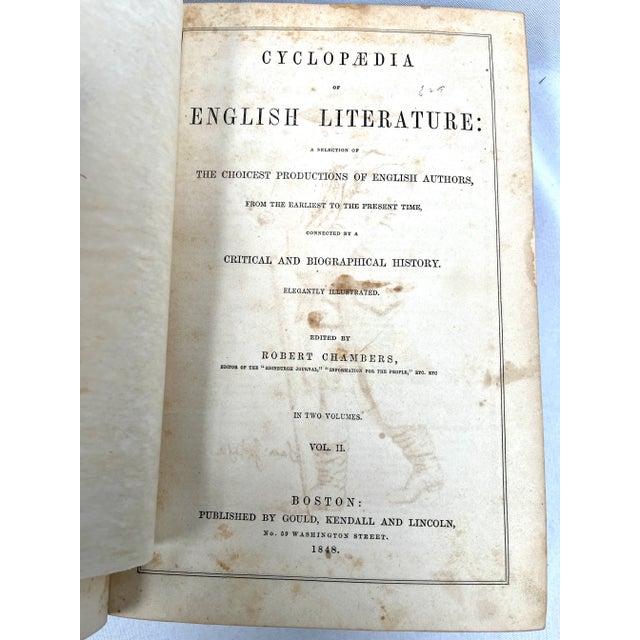 CYCLOPÆDIA
OF
ENGLISH LITERATURE:
A SELECTION OF
THE CHOICEST PRODUCTIONS OF ENGLISH AUTHORS,
FROM THE EARLIEST TO THE PRESENT TIME,
CONNECTED BY A
CRITICAL AND BIOGRAPHICAL HISTORY.
ELEGANTLY ILLUSTRATED.
EDITED BY
ROBERT CHAMBERS,
EDITOR OF THE "EDINBURGH JOURNAL," "INFORMATION FOR THE PEOPLE," ETC. ETC
IN TWO VOLUMES.
VOL. II.
BOSTON:
PUBLISHED BY GOULD, KENDALL AND LINCOLN,
No. 59 WASHINGTON STREET.
1848.